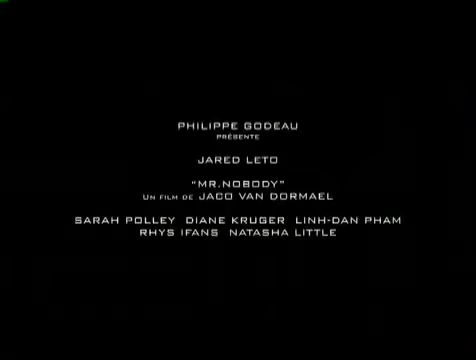 PHILIPPE GODEAU
PRÉSENTE
JARED LETO
"MR.NOBODY"
UN FILM DE JACO VAN DORMAEL
SARAH POLLEY DIANE KRUGER LINH-DAN PHAM
RHYS IFANS NATASHA LITTLE